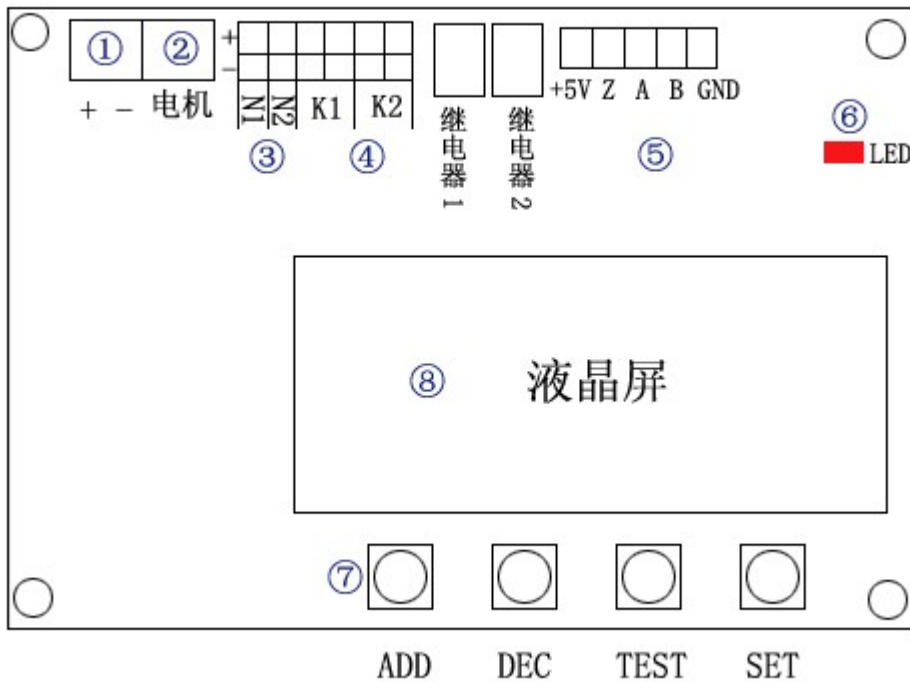 ① ②
+ - 电机
+
-
N1 N2 K1 K2
③ ④
继电器 1
继电器 2
+5V Z A B GND
⑤
⑥
LED
⑧ 液晶屏
⑦
ADD DEC TEST SET